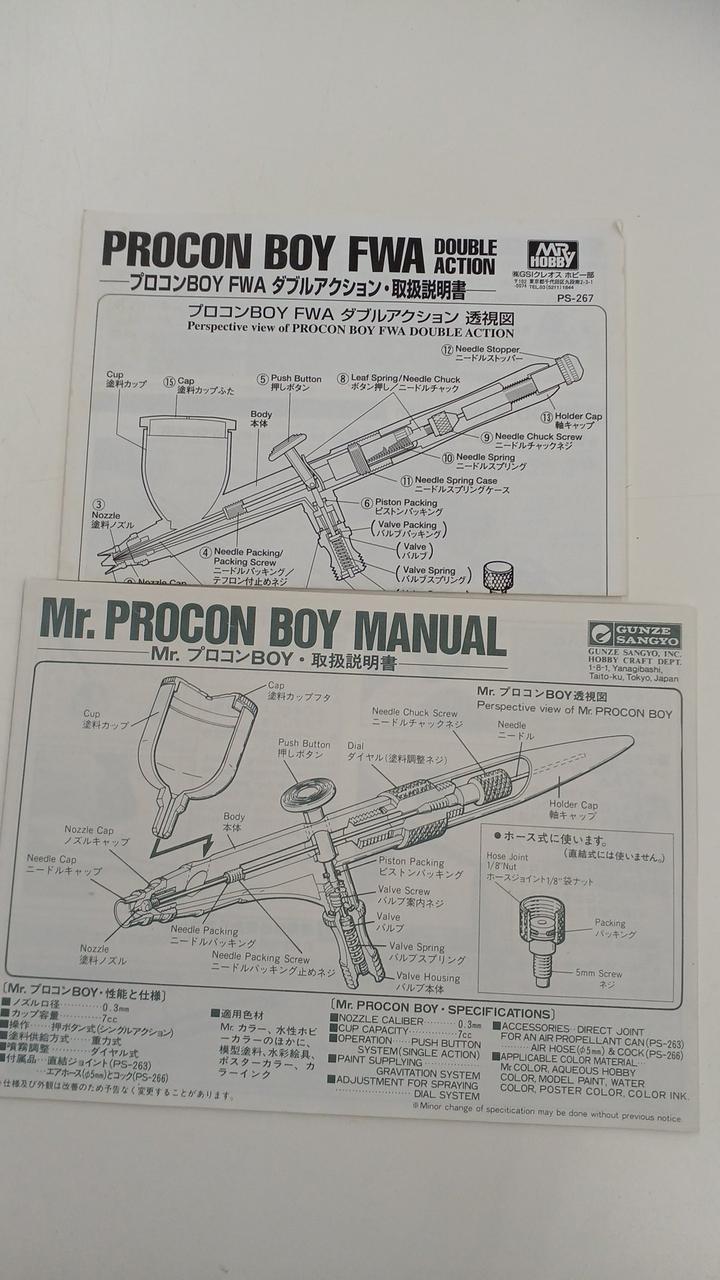 PROCON BOY FWA DOUBLE ACTION
MR. HOBBY
プロコンBOY FWA ダブルアクション・取扱説明書
㈱GSIクレオス ホビー部
〒102-0074 東京都千代田区九段南2-3-1
TEL.03(5211)1844
PS-267
プロコンBOY FWA ダブルアクション 透視図
Perspective view of PROCON BOY FWA DOUBLE ACTION
⑫ Needle Stopper
ニードルストッパー
Cup
塗料カップ
⑮ Cap
塗料カップふた
⑤ Push Button
押しボタン
⑧ Leaf Spring/Needle Chuck
ボタン押し/ニードルチャック
Body
本体
⑬ Holder Cap
軸キャップ
⑨ Needle Chuck Screw
ニードルチャックネジ
⑩ Needle Spring
ニードルスプリング
⑪ Needle Spring Case
ニードルスプリングケース
③
Nozzle
塗料ノズル
⑥ Piston Packing
ピストンパッキング
(Valve Packing
バルブパッキング)
(Valve
バルブ)
④ Needle Packing/
Packing Screw
ニードルパッキング/
テフロン付止めネジ
(Valve Spring
バルブスプリング)
Nozzle Cap
Mr. PROCON BOY MANUAL
Mr. プロコンBOY・取扱説明書
GUNZE
SANGYO
GUNZE SANGYO, INC.
HOBBY CRAFT DEPT.
1-8-1, Yanagibashi,
Taito-ku, Tokyo, Japan
Mr. プロコンBOY透視図
Perspective view of Mr. PROCON BOY
Cap
塗料カップフタ
Cup
塗料カップ
Needle Chuck Screw
ニードルチャックネジ
Needle
ニードル
Push Button
押しボタン
Dial
ダイヤル(塗料調整ネジ)
Holder Cap
軸キャップ
Body
本体
Nozzle Cap
ノズルキャップ
Needle Cap
ニードルキャップ
●ホース式に使います。
(直結式には使いません。)
Hose Joint
1/8"Nut
ホースジョイント1/8"袋ナット
Packing
パッキング
5mm Screw
ネジ
Piston Packing
ピストンパッキング
Valve Screw
バルブ案内ネジ
Valve
バルブ
Valve Spring
バルブスプリング
Valve Housing
バルブ本体
Needle Packing
ニードルパッキング
Needle Packing Screw
ニードルパッキング止めネジ
Nozzle
塗料ノズル
〔Mr. プロコンBOY・性能と仕様〕
■ノズル口径‥‥‥‥0.3mm
■カップ容量‥‥‥‥7cc
■操作‥‥押ボタン式(シングルアクション)
■塗料供給方式‥‥重力式
■噴霧調整‥‥‥‥ダイヤル式
■付属品‥‥直結ジョイント(PS-263)
‥‥エアホース(φ5mm)とコック(PS-266)
仕様及び外観は改善のため予告なく変更することがあります。
■適用色材
Mr. カラー、水性ホビ
ーカラーのほかに、
模型塗料、水彩絵具、
ポスターカラー、カ
ラーインク
〔Mr. PROCON BOY・SPECIFICATIONS〕
■NOZZLE CALIBER‥‥‥‥0.3mm
■CUP CAPACITY‥‥‥‥7cc
■OPERATION‥‥PUSH BUTTON
SYSTEM(SINGLE ACTION)
■PAINT SUPPLYING‥‥‥‥
GRAVITATION SYSTEM
■ADJUSTMENT FOR SPRAYING
‥‥‥‥DIAL SYSTEM
■ACCESSORIES‥DIRECT JOINT
FOR AN AIR PROPELLANT CAN(PS-263)
AIR HOSE(φ5mm) & COCK(PS-266)
■APPLICABLE COLOR MATERIAL‥‥
Mr.COLOR, AQUEOUS HOBBY
COLOR, MODEL PAINT, WATER
COLOR, POSTER COLOR, COLOR INK.
※Minor change of specitication may be done without previous notice.